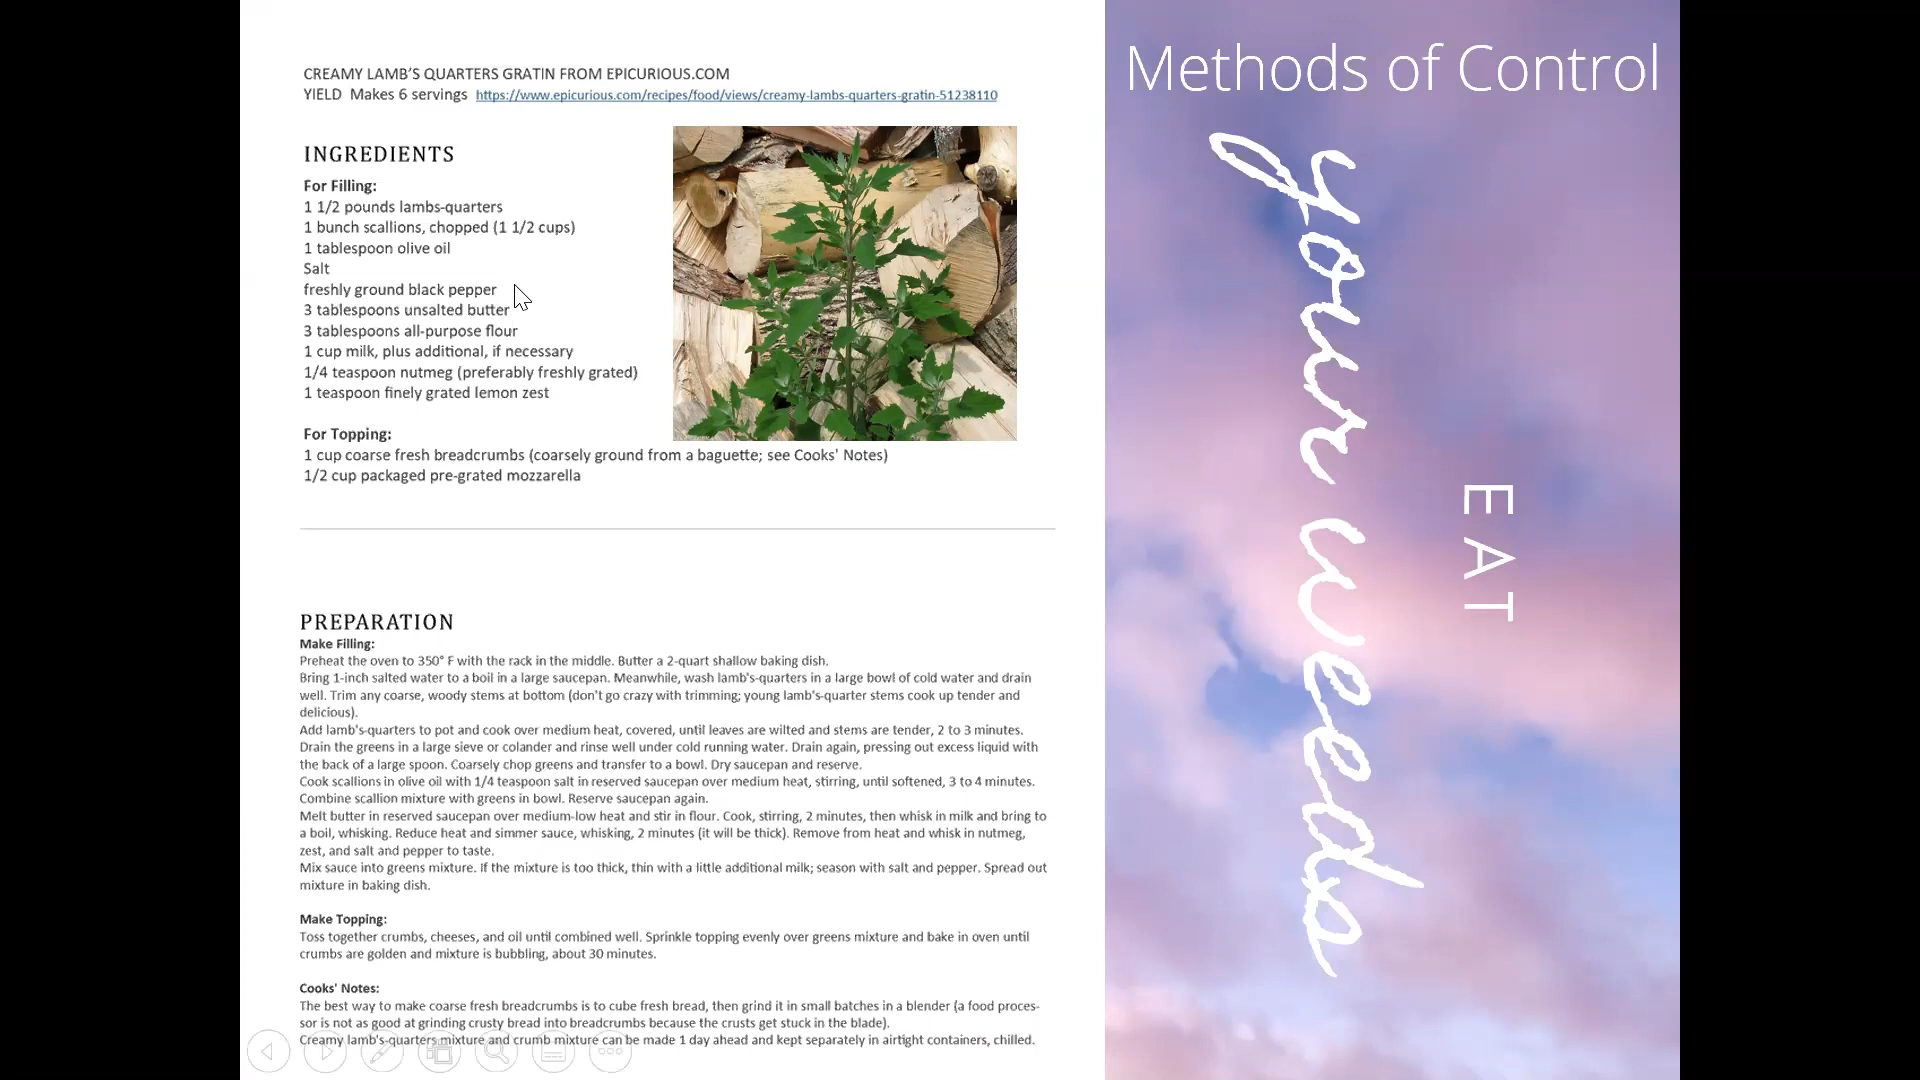 CREAMY LAMB’S QUARTERS GRATIN FROM EPICURIOUS.COM
YIELD  Makes 6 servings  https://www.epicurious.com/recipes/food/views/creamy-lambs-quarters-gratin-51238110
INGREDIENTS
For Filling:
1 1/2 pounds lambs-quarters
1 bunch scallions, chopped (1 1/2 cups)
1 tablespoon olive oil
Salt
freshly ground black pepper
3 tablespoons unsalted butter
3 tablespoons all-purpose flour
1 cup milk, plus additional, if necessary
1/4 teaspoon nutmeg (preferably freshly grated)
1 teaspoon finely grated lemon zest
For Topping:
1 cup coarse fresh breadcrumbs (coarsely ground from a baguette; see Cooks' Notes)
1/2 cup packaged pre-grated mozzarella
PREPARATION
Make Filling:
Preheat the oven to 350° F with the rack in the middle. Butter a 2-quart shallow baking dish.
Bring 1-inch salted water to a boil in a large saucepan. Meanwhile, wash lamb's-quarters in a large bowl of cold water and drain
well. Trim any coarse, woody stems at bottom (don't go crazy with trimming; young lamb's-quarter stems cook up tender and
delicious).
Add lamb's-quarters to pot and cook over medium heat, covered, until leaves are wilted and stems are tender, 2 to 3 minutes.
Drain the greens in a large sieve or colander and rinse well under cold running water. Drain again, pressing out excess liquid with
the back of a large spoon. Coarsely chop greens and transfer to a bowl. Dry saucepan and reserve.
Cook scallions in olive oil with 1/4 teaspoon salt in reserved saucepan over medium heat, stirring, until softened, 3 to 4 minutes.
Combine scallion mixture with greens in bowl. Reserve saucepan again.
Melt butter in reserved saucepan over medium-low heat and stir in flour. Cook, stirring, 2 minutes, then whisk in milk and bring to
a boil, whisking. Reduce heat and simmer sauce, whisking, 2 minutes (it will be thick). Remove from heat and whisk in nutmeg,
zest, and salt and pepper to taste.
Mix sauce into greens mixture. If the mixture is too thick, thin with a little additional milk; season with salt and pepper. Spread out
mixture in baking dish.
Make Topping:
Toss together crumbs, cheeses, and oil until combined well. Sprinkle topping evenly over greens mixture and bake in oven until
crumbs are golden and mixture is bubbling, about 30 minutes.
Cooks' Notes:
The best way to make coarse fresh breadcrumbs is to cube fresh bread, then grind it in small batches in a blender (a food proces-
sor is not as good at grinding crusty bread into breadcrumbs because the crusts get stuck in the blade).
Creamy lamb's-quarters mixture and crumb mixture can be made 1 day ahead and kept separately in airtight containers, chilled.
Methods of Control
EAT
your weeds